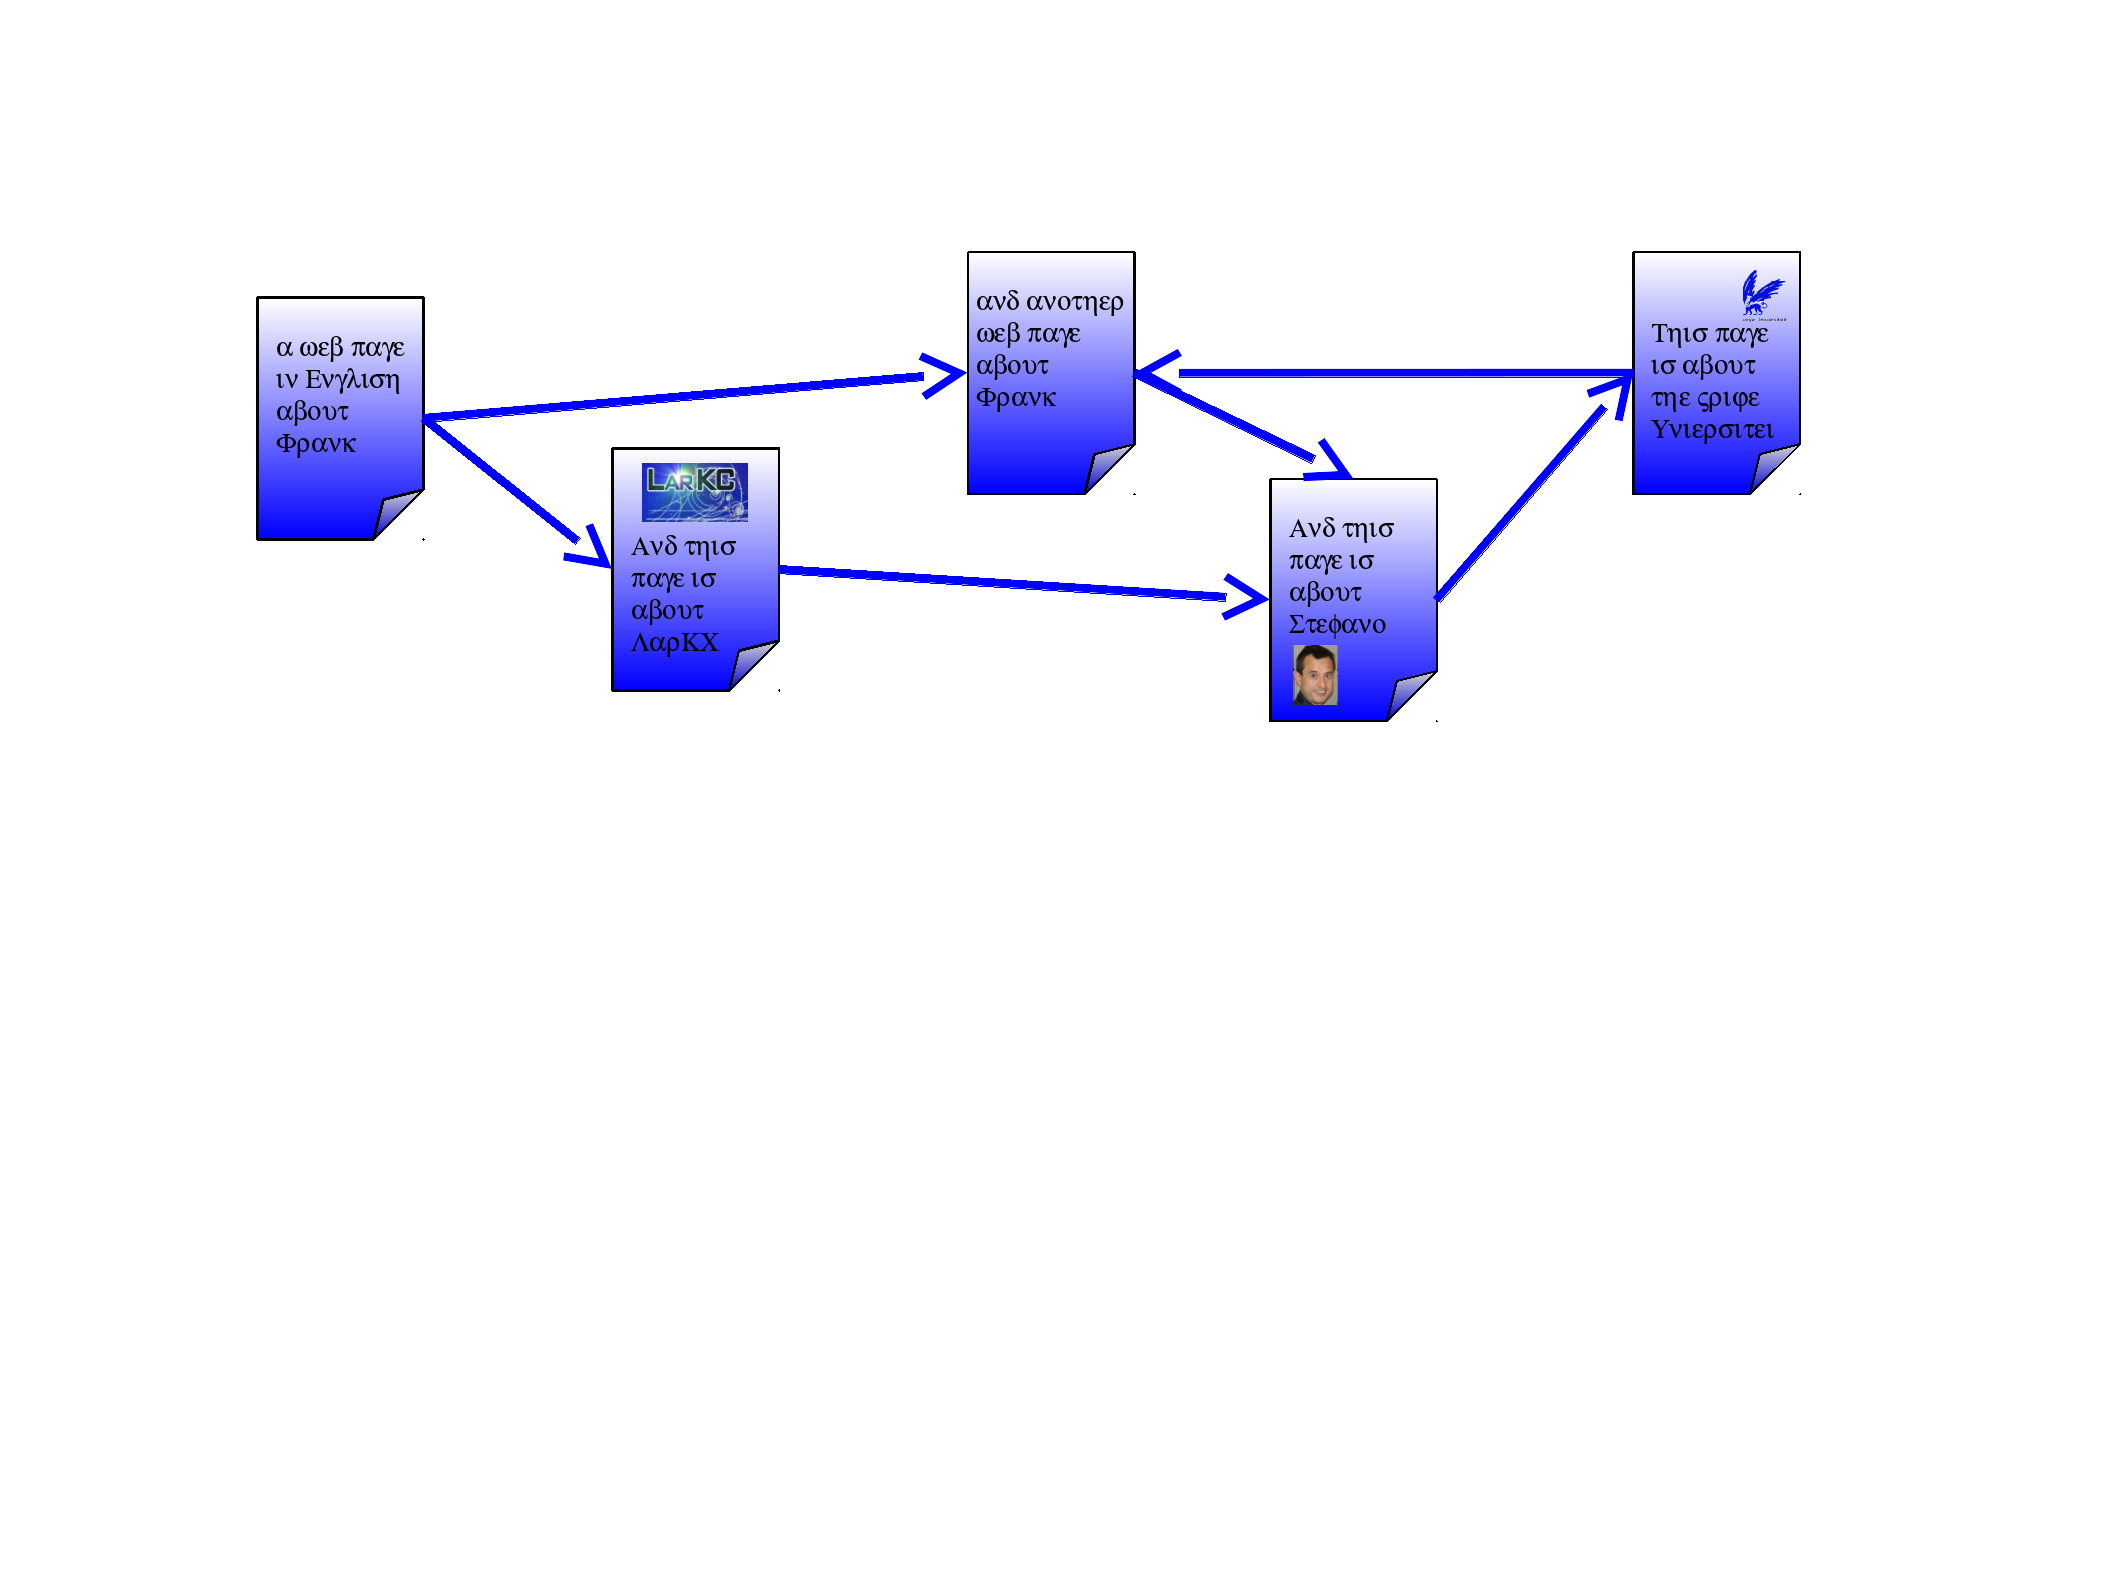 α ωεβ παγε
ιν Ενγλιση
αβουτ
Φρανκ
LARKC
Ανδ τηισ
παγε ισ
αβουτ
ΛαρΚΧ
ανδ ανοτηερ
ωεβ παγε
αβουτ
Φρανκ
Ανδ τηισ
παγε ισ
αβουτ
Στεφανο
Τηισ παγε
ισ αβουτ
τηε ςριφε
Υνιερσιτει